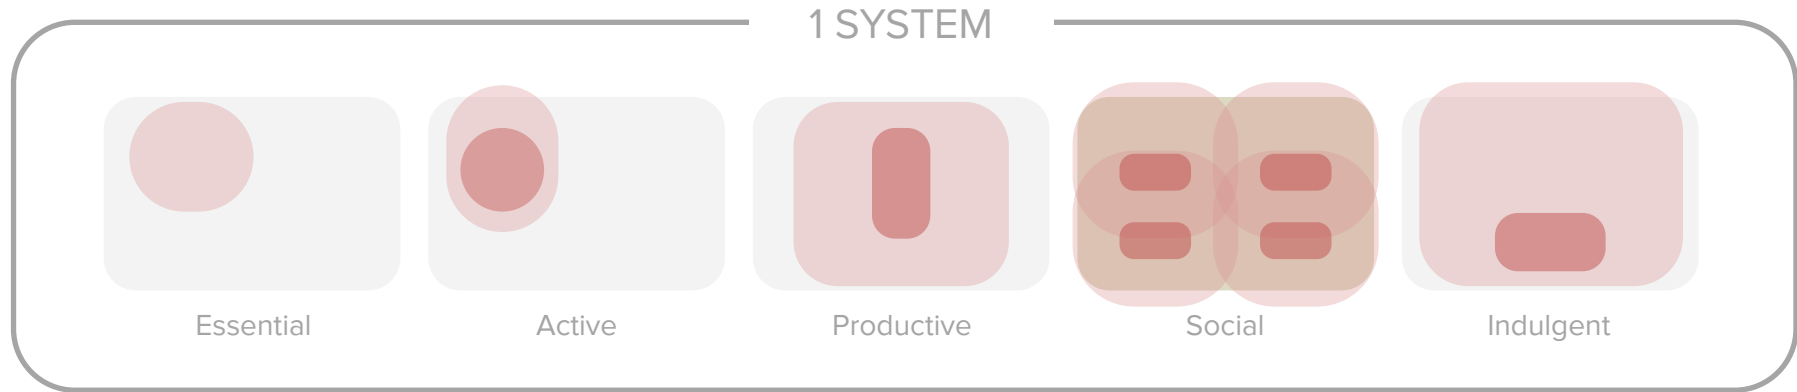 1 SYSTEM
Essential
Active
Productive
Social
Indulgent